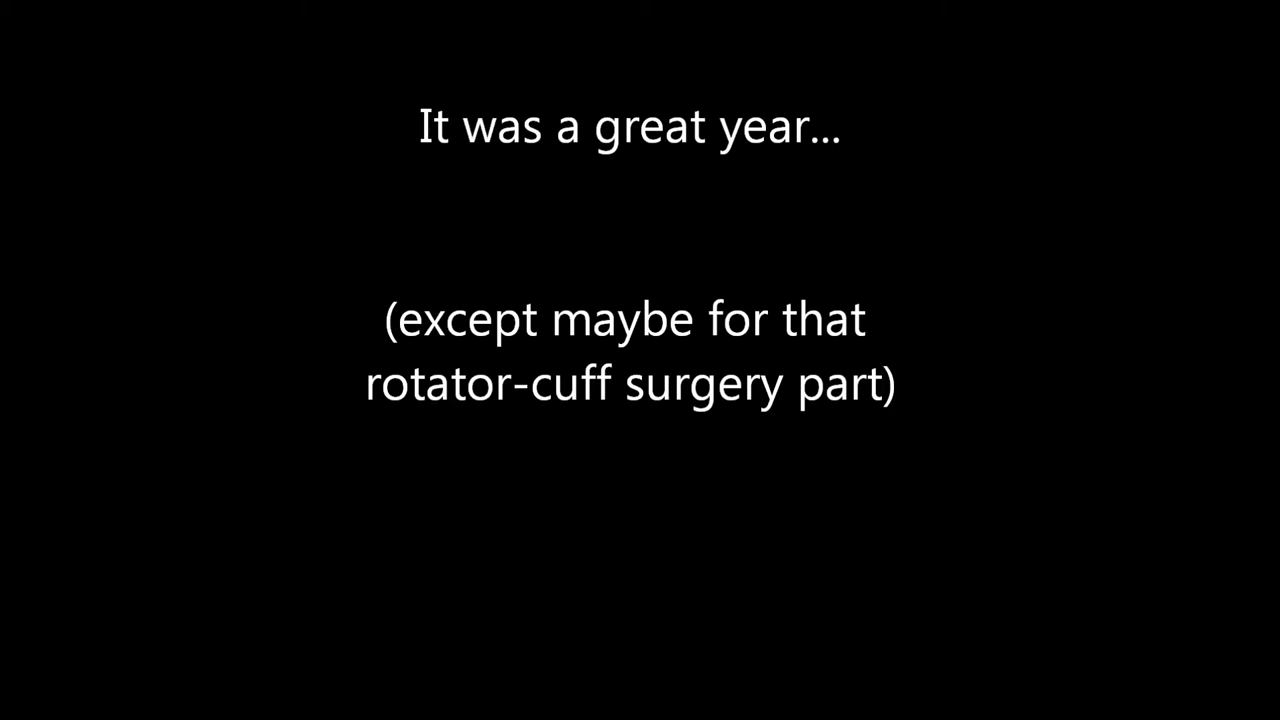 It was a great year...
(except maybe for that
rotator-cuff surgery part)